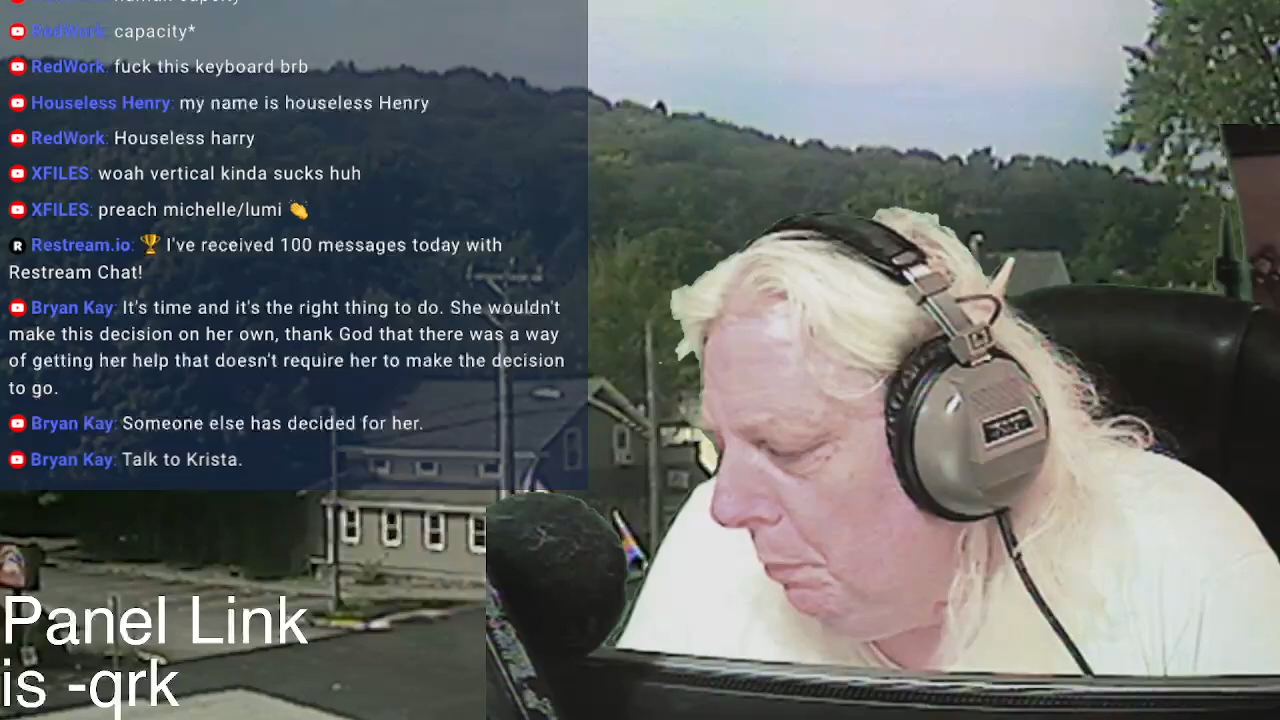 RedWork: capacity*
RedWork: fuck this keyboard brb
Houseless Henry: my name is houseless Henry
RedWork: Houseless harry
XFILES: woah vertical kinda sucks huh
XFILES: preach michelle/lumi 👏
R Restream.io: 🏆 I've received 100 messages today with
Restream Chat!
Bryan Kay: It's time and it's the right thing to do. She wouldn't
make this decision on her own, thank God that there was a way
of getting her help that doesn't require her to make the decision
to go.
Bryan Kay: Someone else has decided for her.
Bryan Kay: Talk to Krista.
Panel Link
is -qrk